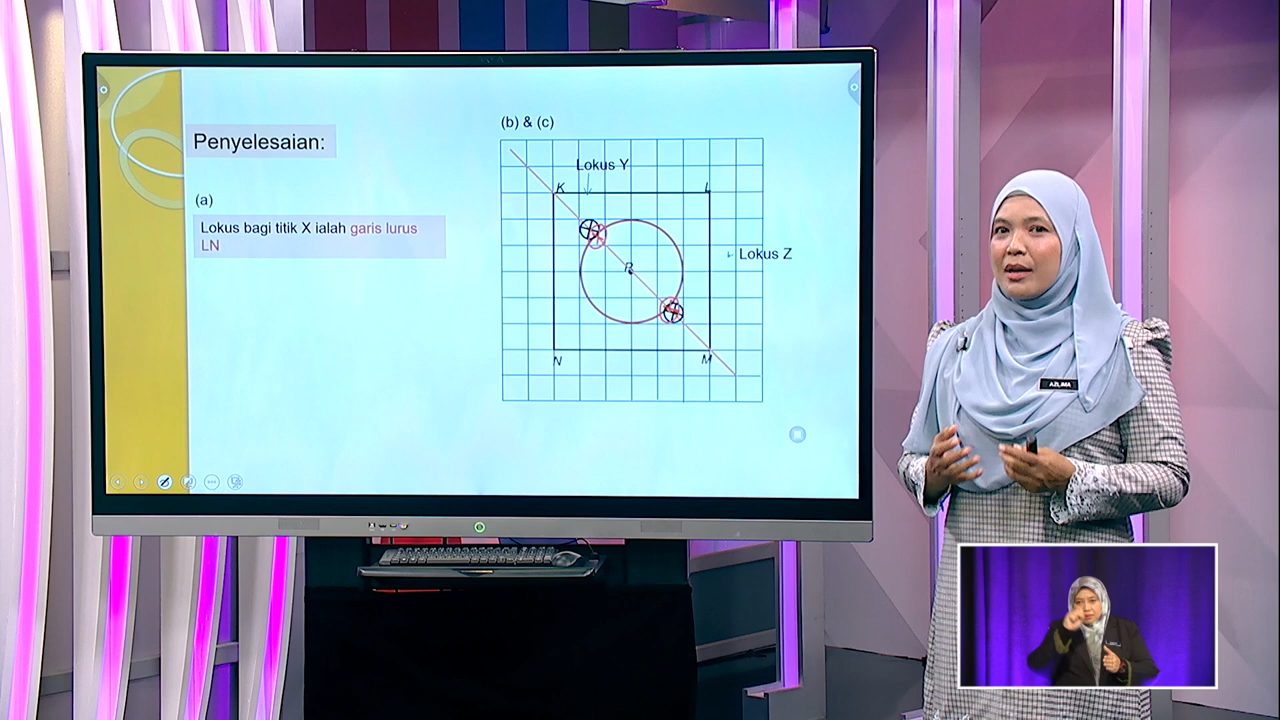 Penyelesaian:
(a)
Lokus bagi titik X ialah garis lurus
LN
(b) & (c)
Lokus Y
K
L
Lokus Z
N
M
AZLIMA